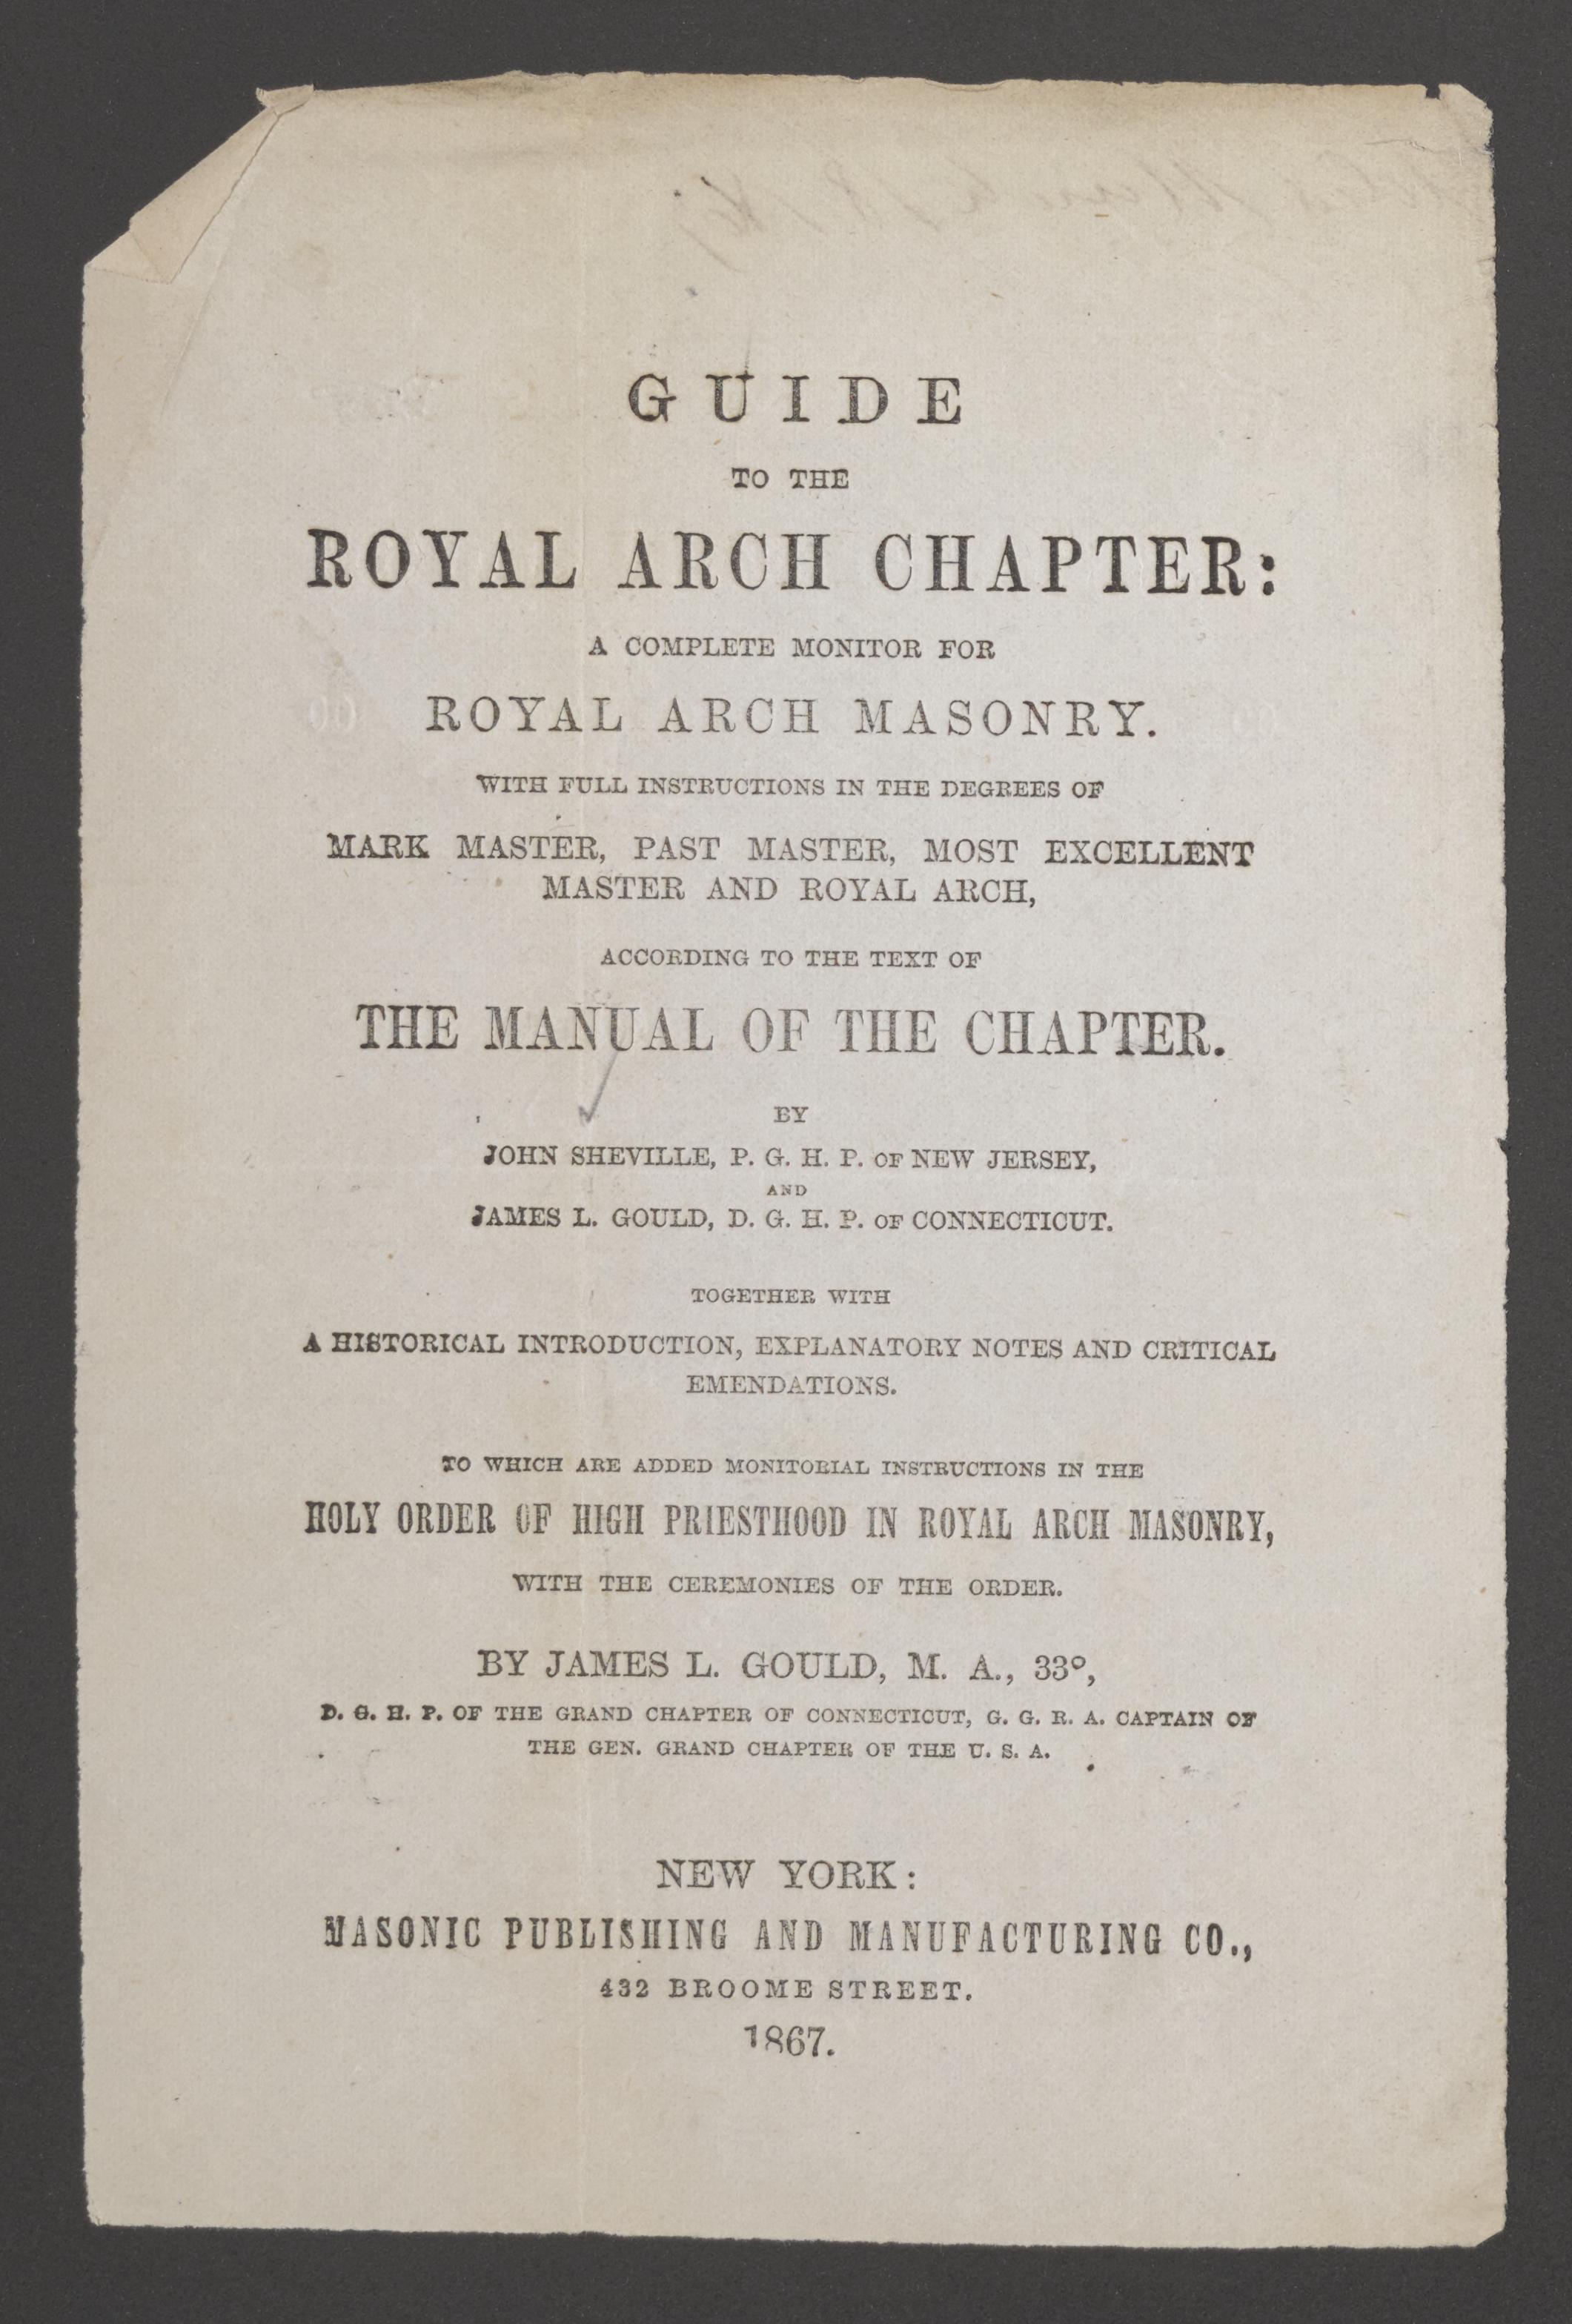 GUIDE
TO THE
ROYAL ARCH CHAPTER:
A COMPLETE MONITOR FOR
ROYAL ARCH MASONRY.
WITH FULL INSTRUCTIONS IN THE DEGREES OF
MARK MASTER, PAST MASTER, MOST EXCELLENT
MASTER AND ROYAL ARCH,
ACCORDING TO THE TEXT OF
THE MANUAL OF THE CHAPTER.
BY
JOHN SHEVILLE, P. G. H. P. OF NEW JERSEY,
AND
JAMES L. GOULD, D. G. H. P. OF CONNECTICUT.
TOGETHER WITH
A HISTORICAL INTRODUCTION, EXPLANATORY NOTES AND CRITICAL
EMENDATIONS.
TO WHICH ARE ADDED MONITORIAL INSTRUCTIONS IN THE
HOLY ORDER OF HIGH PRIESTHOOD IN ROYAL ARCH MASONRY,
WITH THE CEREMONIES OF THE ORDER.
BY JAMES L. GOULD, M. A., 33º,
D. G. H. P. OF THE GRAND CHAPTER OF CONNECTICUT, G. G. R. A. CAPTAIN OF
THE GEN. GRAND CHAPTER OF THE U. S. A.
NEW YORK:
MASONIC PUBLISHING AND MANUFACTURING CO.,
432 BROOME STREET.
1867.